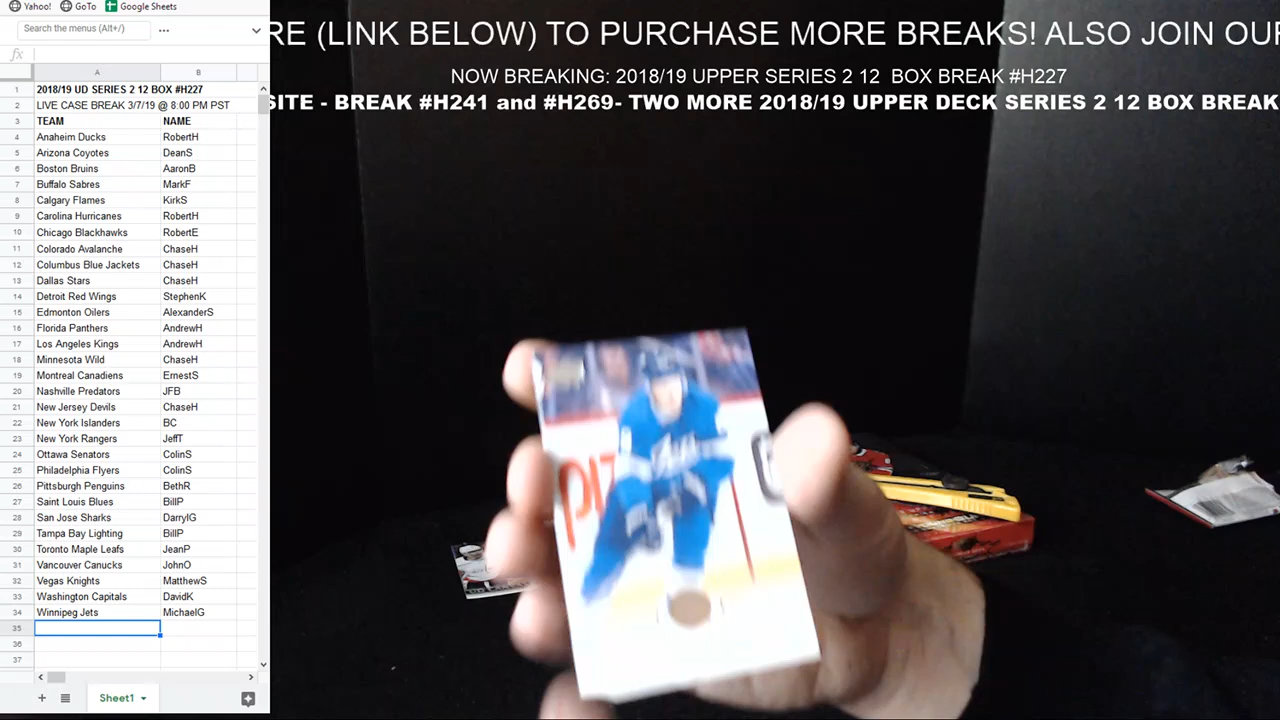 Yahoo! GoTo Google Sheets
Search the menus (Alt+/)
fx
A B
1 2018/19 UD SERIES 2 12 BOX #H227
2 LIVE CASE BREAK 3/7/19 @ 8:00 PM PST
3 TEAM NAME
4 Anaheim Ducks RobertH
5 Arizona Coyotes DeanS
6 Boston Bruins AaronB
7 Buffalo Sabres MarkF
8 Calgary Flames KirkS
9 Carolina Hurricanes RobertH
10 Chicago Blackhawks RobertE
11 Colorado Avalanche ChaseH
12 Columbus Blue Jackets ChaseH
13 Dallas Stars ChaseH
14 Detroit Red Wings StephenK
15 Edmonton Oilers AlexanderS
16 Florida Panthers AndrewH
17 Los Angeles Kings AndrewH
18 Minnesota Wild ChaseH
19 Montreal Canadiens ErnestS
20 Nashville Predators JFB
21 New Jersey Devils ChaseH
22 New York Islanders BC
23 New York Rangers JeffT
24 Ottawa Senators ColinS
25 Philadelphia Flyers ColinS
26 Pittsburgh Penguins BethR
27 Saint Louis Blues BillP
28 San Jose Sharks DarrylG
29 Tampa Bay Lighting BillP
30 Toronto Maple Leafs JeanP
31 Vancouver Canucks JohnO
32 Vegas Knights MatthewS
33 Washington Capitals DavidK
34 Winnipeg Jets MichaelG
35
36
37
Sheet1
RE (LINK BELOW) TO PURCHASE MORE BREAKS! ALSO JOIN OUR
NOW BREAKING: 2018/19 UPPER SERIES 2 12 BOX BREAK #H227
SITE - BREAK #H241 and #H269- TWO MORE 2018/19 UPPER DECK SERIES 2 12 BOX BREAK